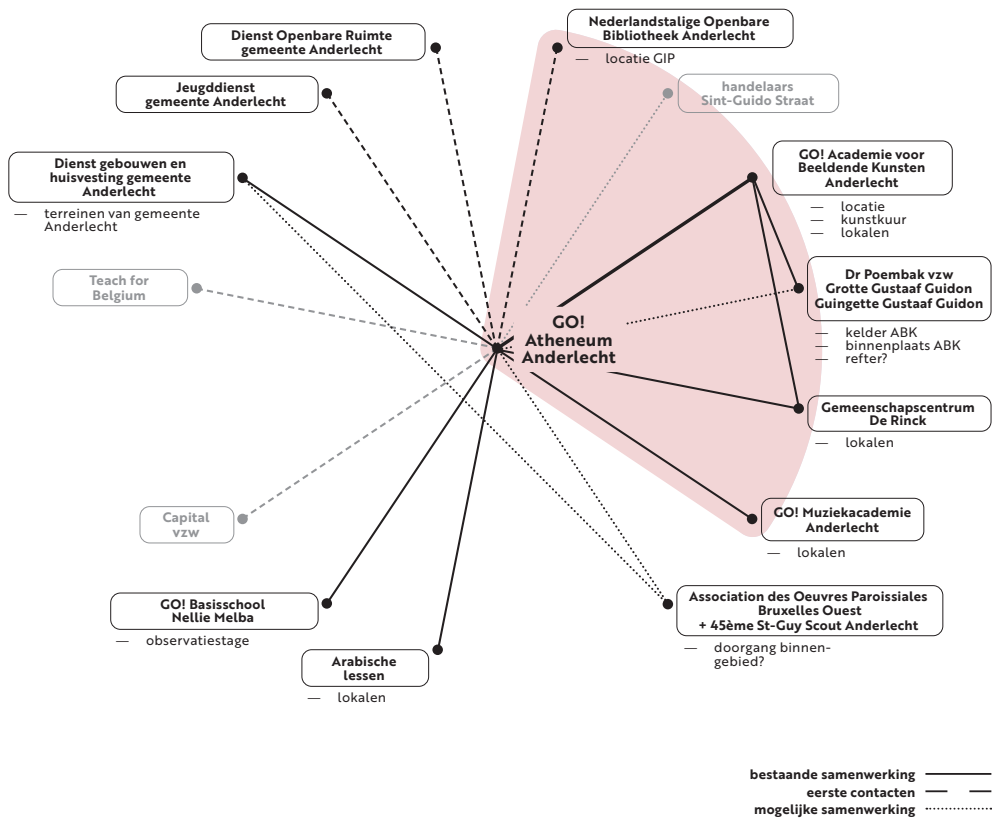 Nederlandstalige Openbare
Bibliotheek Anderlecht
— locatie GIP
Dienst Openbare Ruimte
gemeente Anderlecht
Jeugddienst
gemeente Anderlecht
handelaars
Sint-Guido Straat
Dienst gebouwen en
huisvesting gemeente
Anderlecht
— terreinen van gemeente
Anderlecht
GO! Academie voor
Beeldende Kunsten
Anderlecht
— locatie
— kunstkuur
— lokalen
Teach for
Belgium
Dr Poembak vzw
Grotte Gustaaf Guidon
Guingette Gustaaf Guidon
— kelder ABK
— binnenplaats ABK
— refter?
GO!
Atheneum
Anderlecht
Gemeenschapscentrum
De Rinck
— lokalen
Capital
vzw
GO! Muziekacademie
Anderlecht
— lokalen
GO! Basisschool
Nellie Melba
— observatiestage
Association des Oeuvres Paroissiales
Bruxelles Ouest
+ 45ème St-Guy Scout Anderlecht
— doorgang binnen-
gebied?
Arabische
lessen
— lokalen
bestaande samenwerking
eerste contacten
mogelijke samenwerking